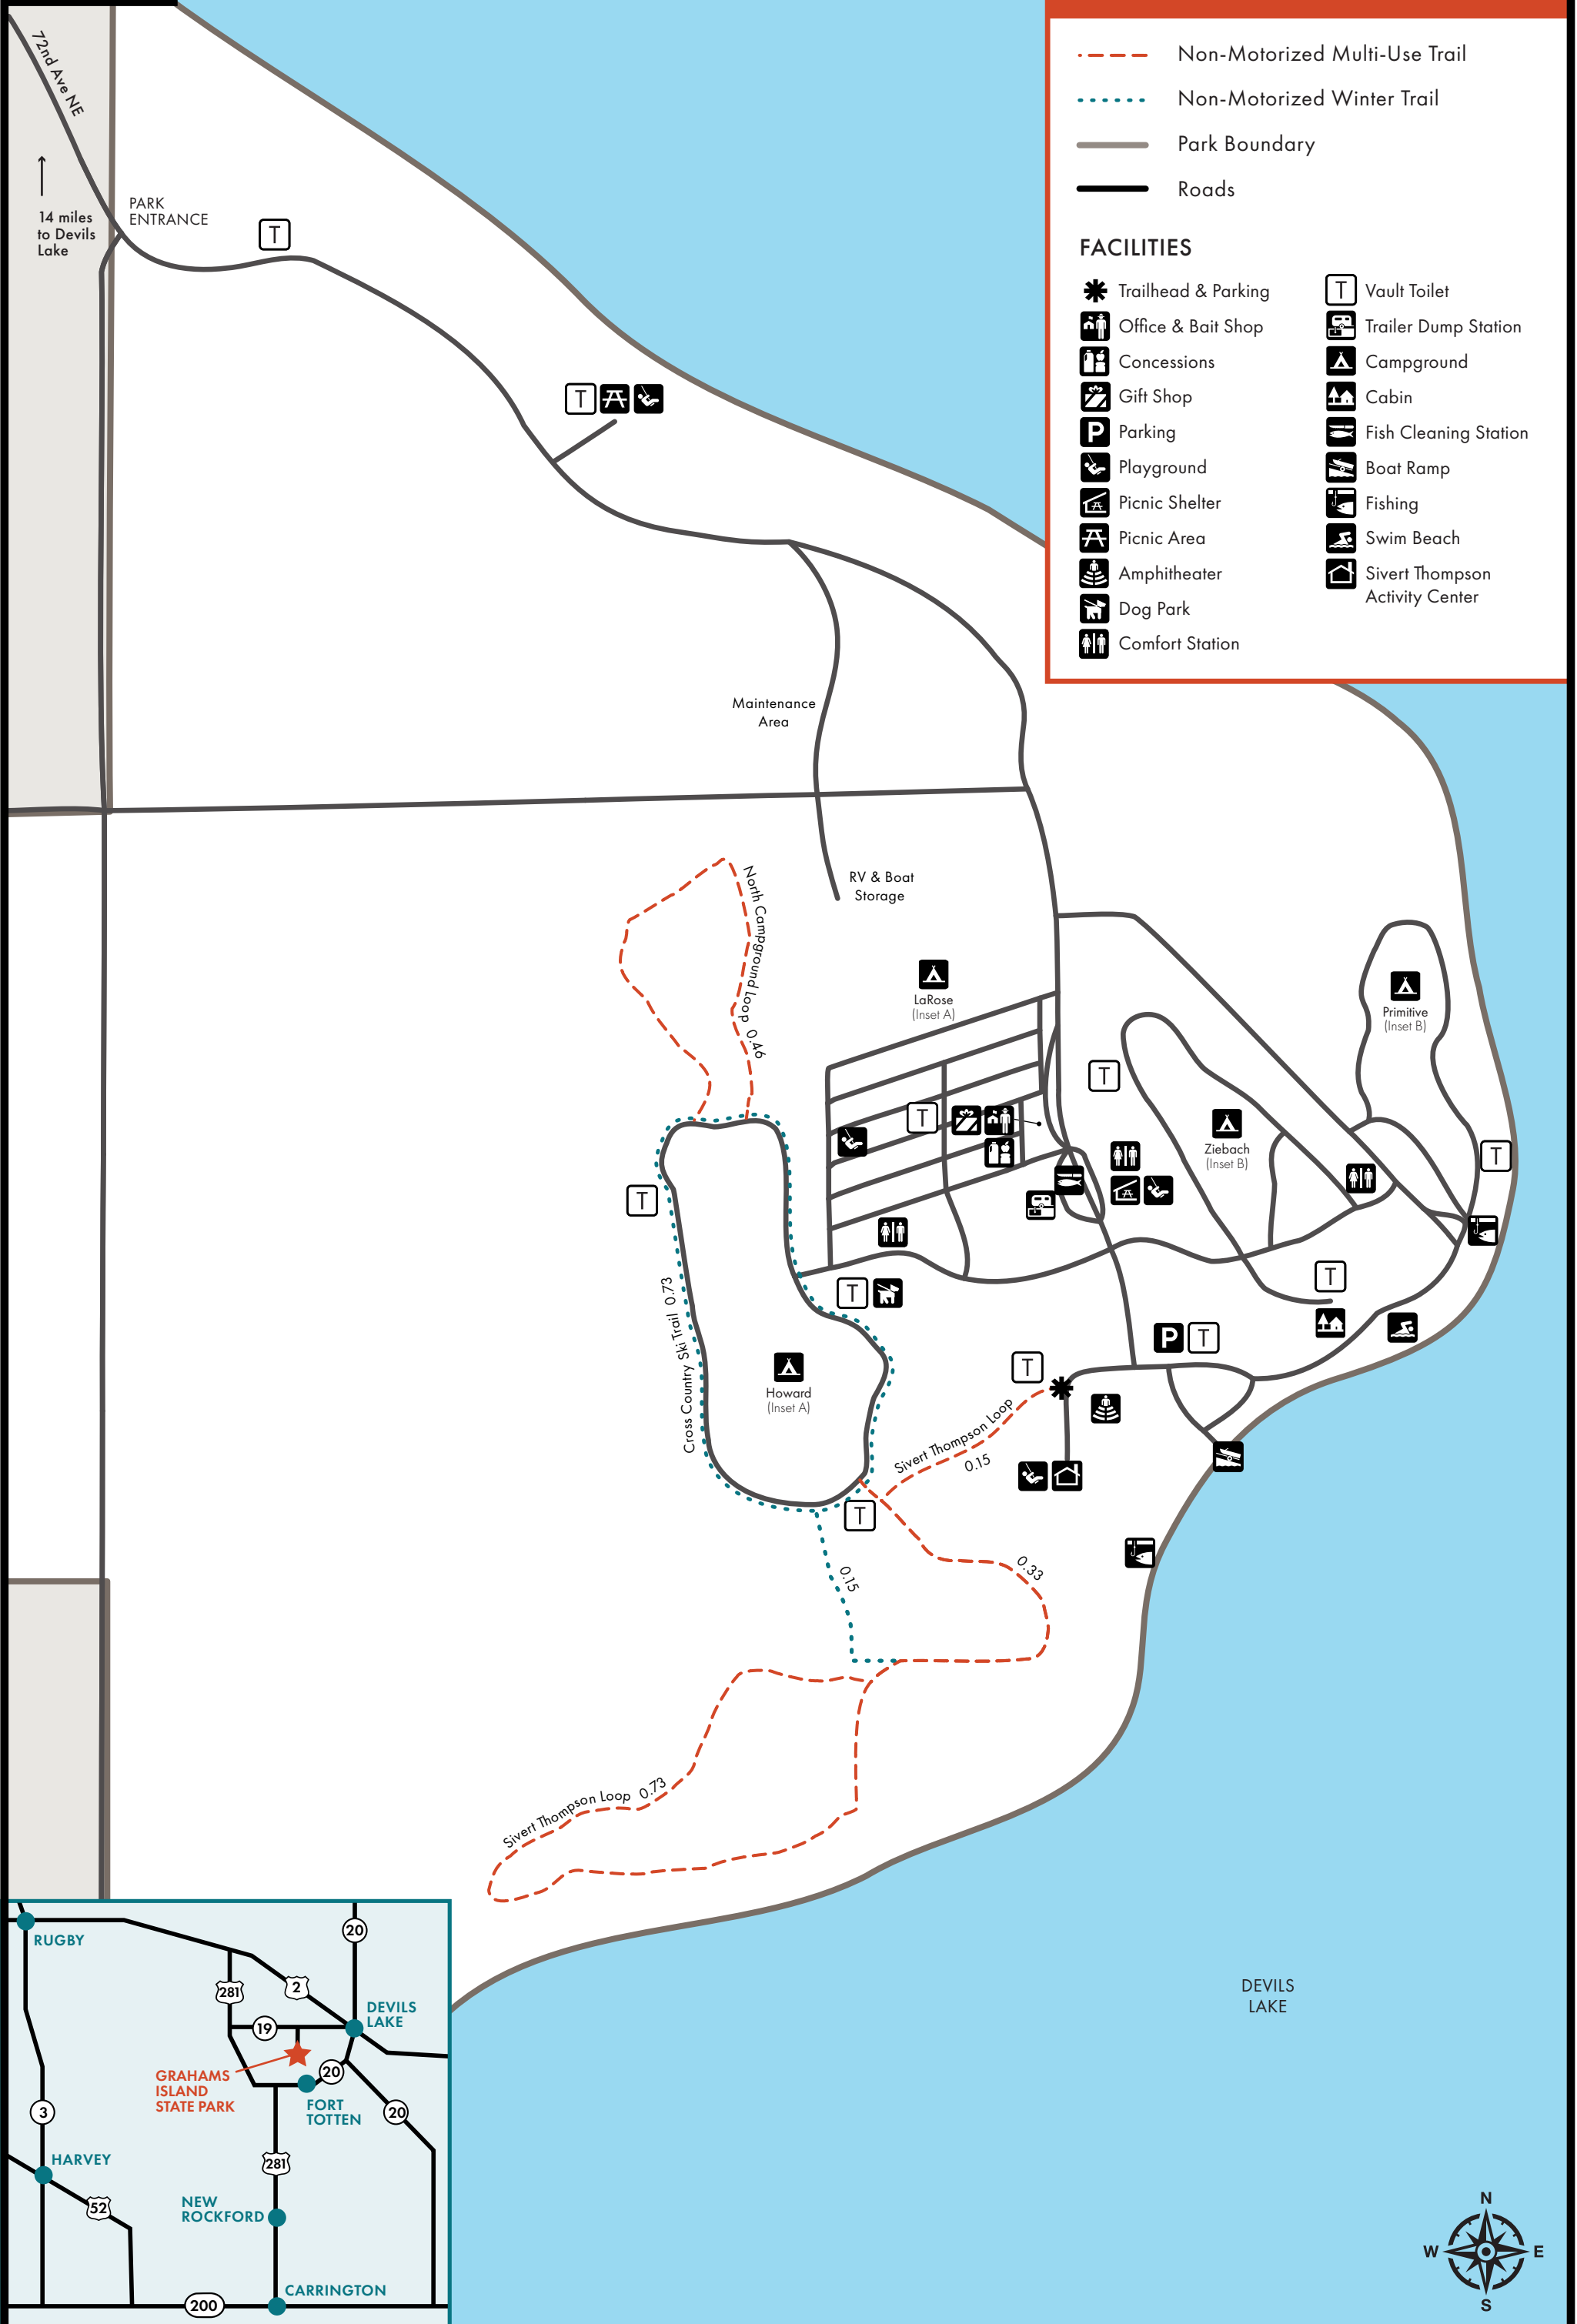 72nd Ave NE
14 miles
to Devils
Lake
PARK
ENTRANCE
T
T
Non-Motorized Multi-Use Trail
Non-Motorized Winter Trail
Park Boundary
Roads
FACILITIES
Trailhead & Parking
Office & Bait Shop
Concessions
Gift Shop
P Parking
Playground
Picnic Shelter
Picnic Area
Amphitheater
Dog Park
Comfort Station
T Vault Toilet
Trailer Dump Station
Campground
Cabin
Fish Cleaning Station
Boat Ramp
Fishing
Swim Beach
Sivert Thompson
Activity Center
Maintenance
Area
RV & Boat
Storage
North Campground Loop 0.46
LaRose
(Inset A)
Primitive
(Inset B)
T
T
Ziebach
(Inset B)
T
T
T
T
Cross Country Ski Trail 0.73
Howard
(Inset A)
P T
T
Sivert Thompson Loop
0.15
T
0.15
0.33
Sivert Thompson Loop 0.73
DEVILS
LAKE
RUGBY
20
281
2
DEVILS
LAKE
19
GRAHAMS
ISLAND
STATE PARK
20
FORT
TOTTEN
3
20
HARVEY
281
52
NEW
ROCKFORD
CARRINGTON
200
N
W E
S